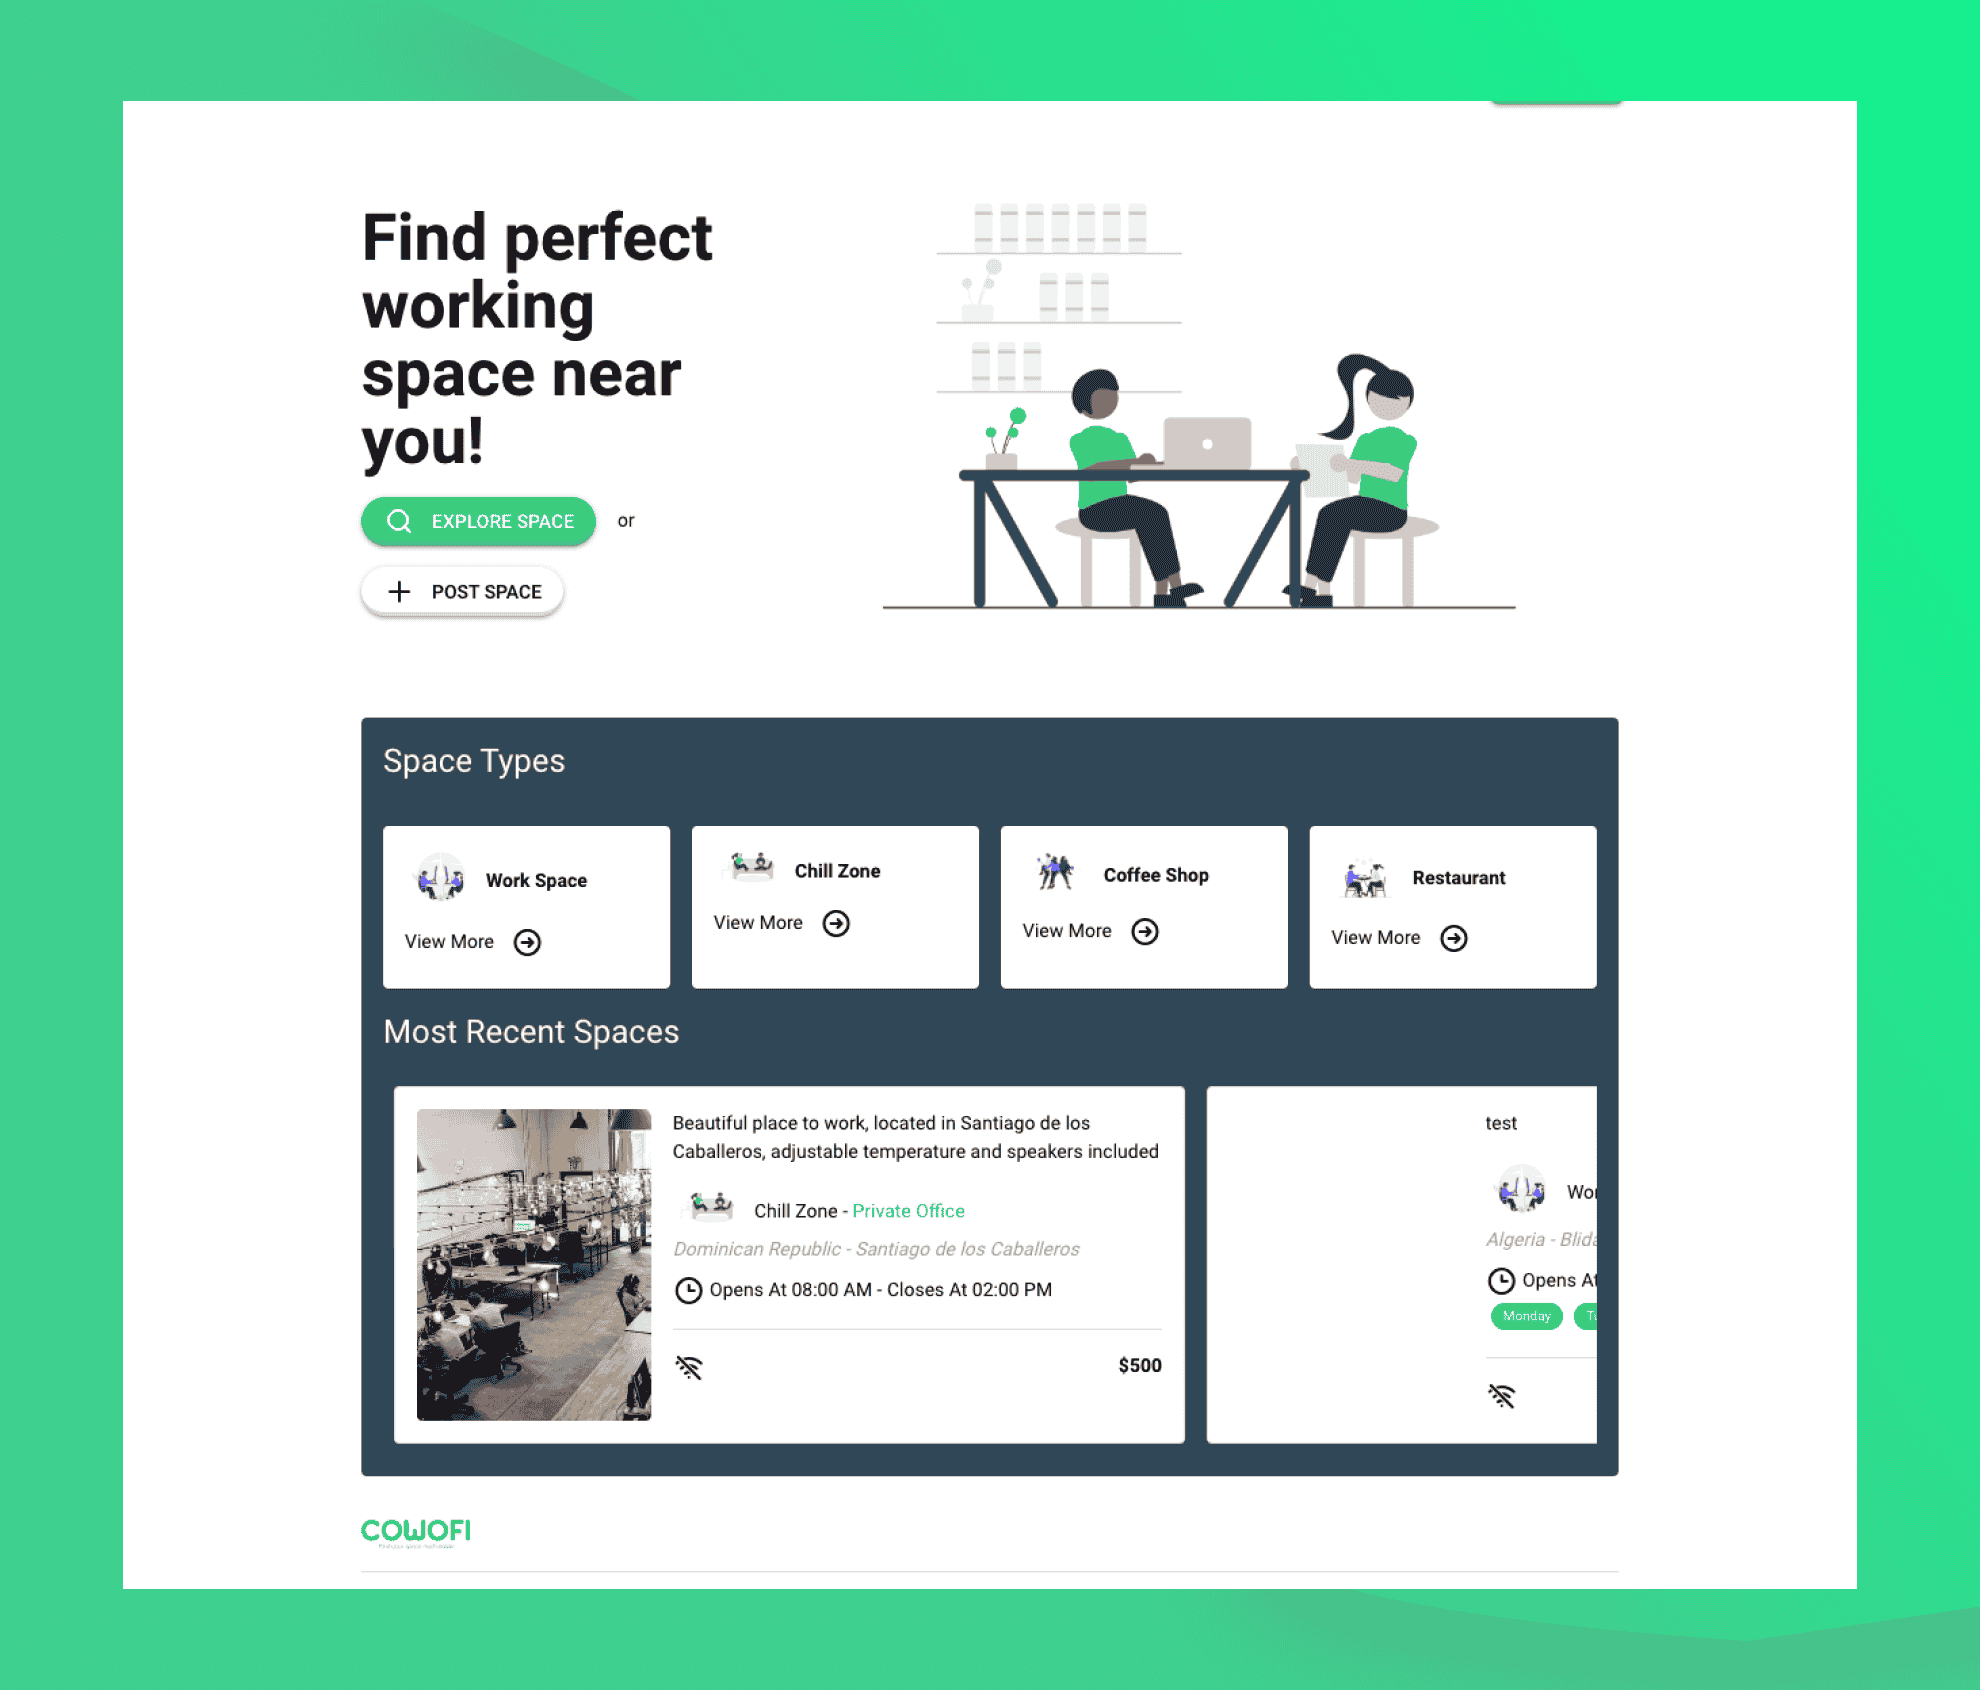 Find perfect
working
space near
you!
EXPLORE SPACE or
POST SPACE
Space Types
Work Space
View More
Chill Zone
View More
Coffee Shop
View More
Restaurant
View More
Most Recent Spaces
Beautiful place to work, located in Santiago de los
Caballeros, adjustable temperature and speakers included
Chill Zone - Private Office
Dominican Republic - Santiago de los Caballeros
Opens At 08:00 AM - Closes At 02:00 PM
$500
test
Wor
Algeria - Blida
Opens At
Monday
COWOFI